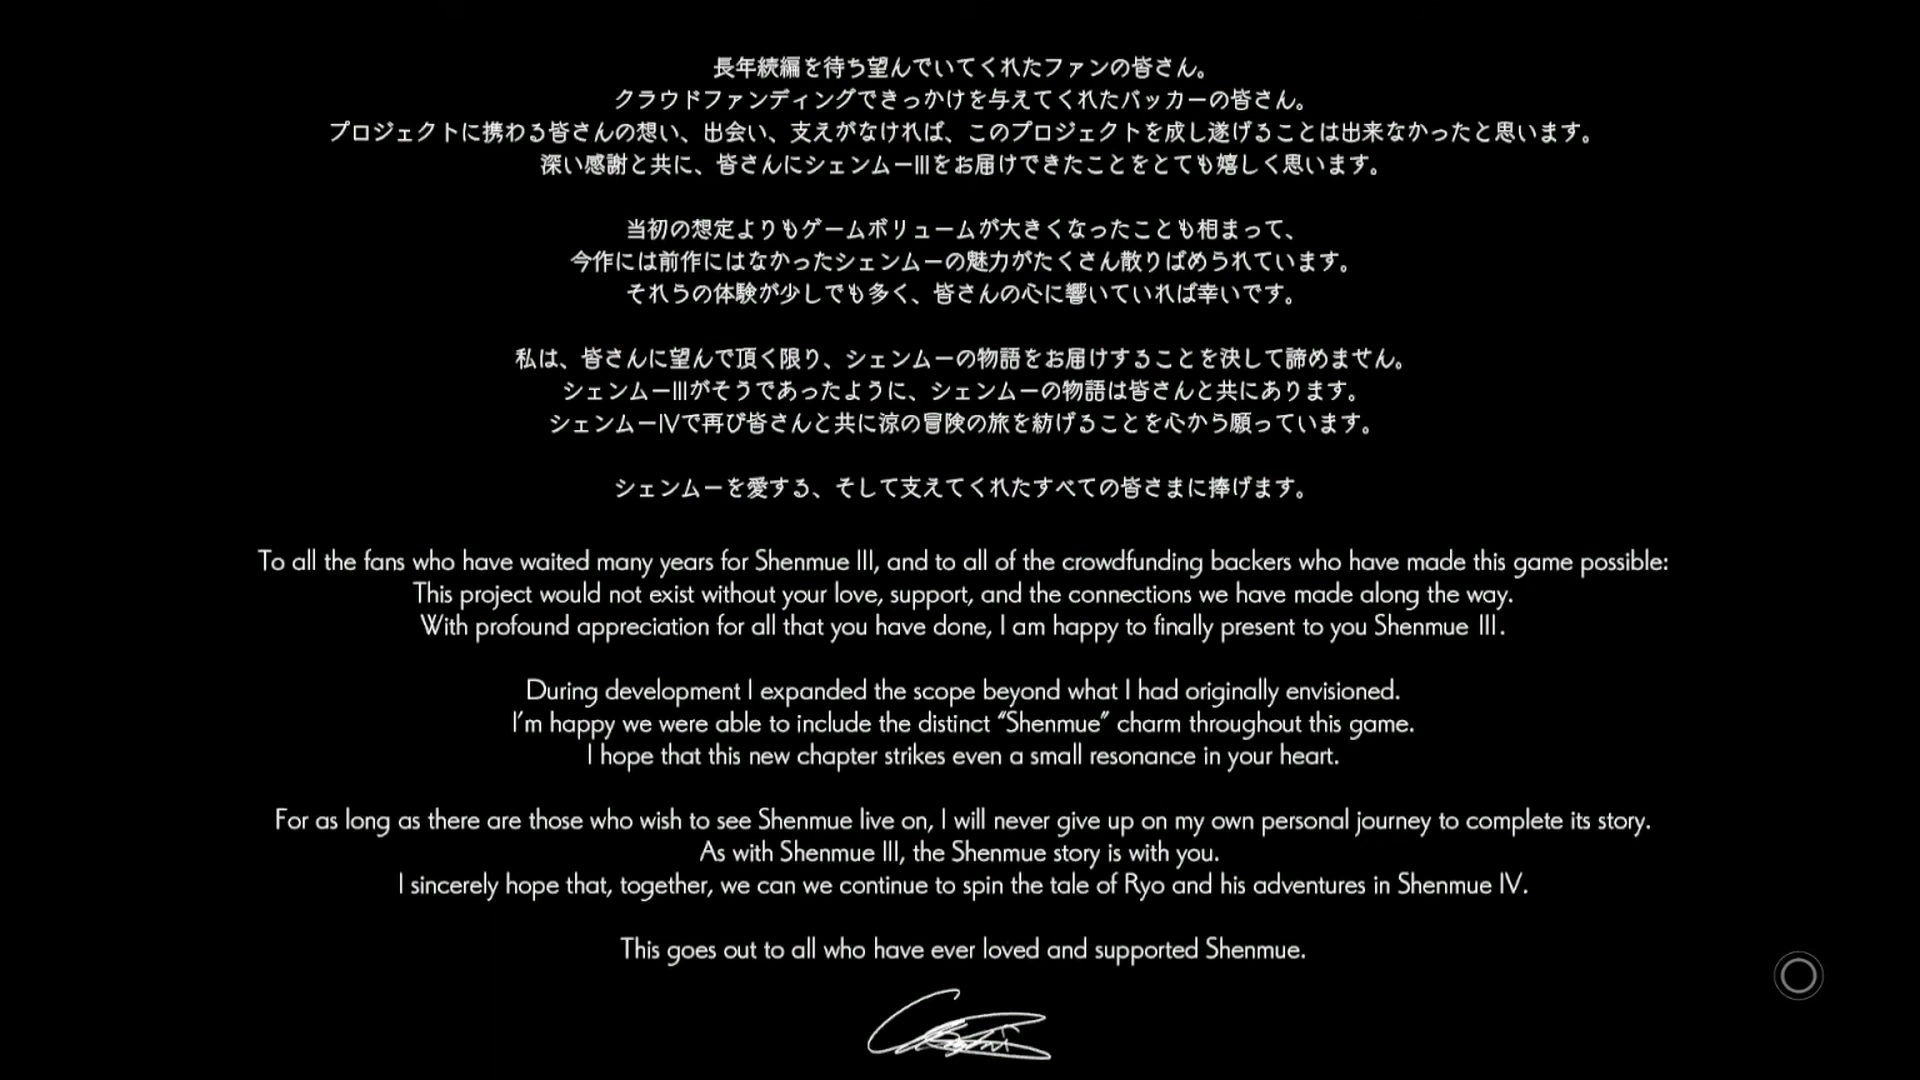 長年続編を待ち望んでいてくれたファンの皆さん。
クラウドファンディングできっかけを与えてくれたバッカーの皆さん。
プロジェクトに携わる皆さんの想い、出会い、支えがなければ、このプロジェクトを成し遂げることは出来なかったと思います。
深い感謝と共に、皆さんにシェンムーIIIをお届けできたことをとても嬉しく思います。
当初の想定よりもゲームボリュームが大きくなったことも相まって、
今作には前作にはなかったシェンムーの魅力がたくさん散りばめられています。
それらの体験が少しでも多く、皆さんの心に響いていれば幸いです。
私は、皆さんに望んで頂く限り、シェンムーの物語をお届けすることを決して諦めません。
シェンムーIIIがそうであったように、シェンムーの物語は皆さんと共にあります。
シェンムーIVで再び皆さんと共に涼の冒険の旅を紡げることを心から願っています。
シェンムーを愛する、そして支えてくれたすべての皆さまに捧げます。
To all the fans who have waited many years for Shenmue III, and to all of the crowdfunding backers who have made this game possible:
This project would not exist without your love, support, and the connections we have made along the way.
With profound appreciation for all that you have done, I am happy to finally present to you Shenmue III.
During development I expanded the scope beyond what I had originally envisioned.
I'm happy we were able to include the distinct “Shenmue” charm throughout this game.
I hope that this new chapter strikes even a small resonance in your heart.
For as long as there are those who wish to see Shenmue live on, I will never give up on my own personal journey to complete its story.
As with Shenmue III, the Shenmue story is with you.
I sincerely hope that, together, we can we continue to spin the tale of Ryo and his adventures in Shenmue IV.
This goes out to all who have ever loved and supported Shenmue.